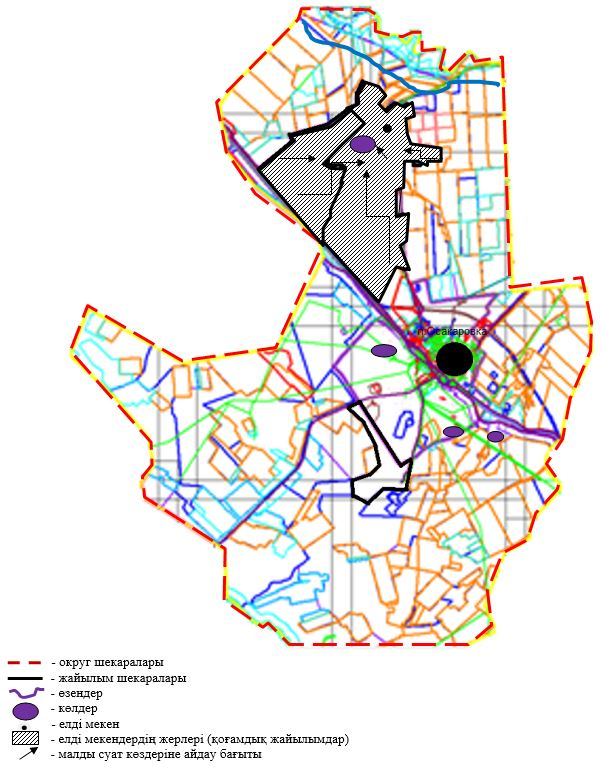 п.Осакаровка
- округ шекаралары
- жайылым шекаралары
- өзендер
- көлдер
- елді мекен
- елді мекендердің жерлері (қоғамдық жайылымдар)
- малды суат көздеріне айдау бағыты